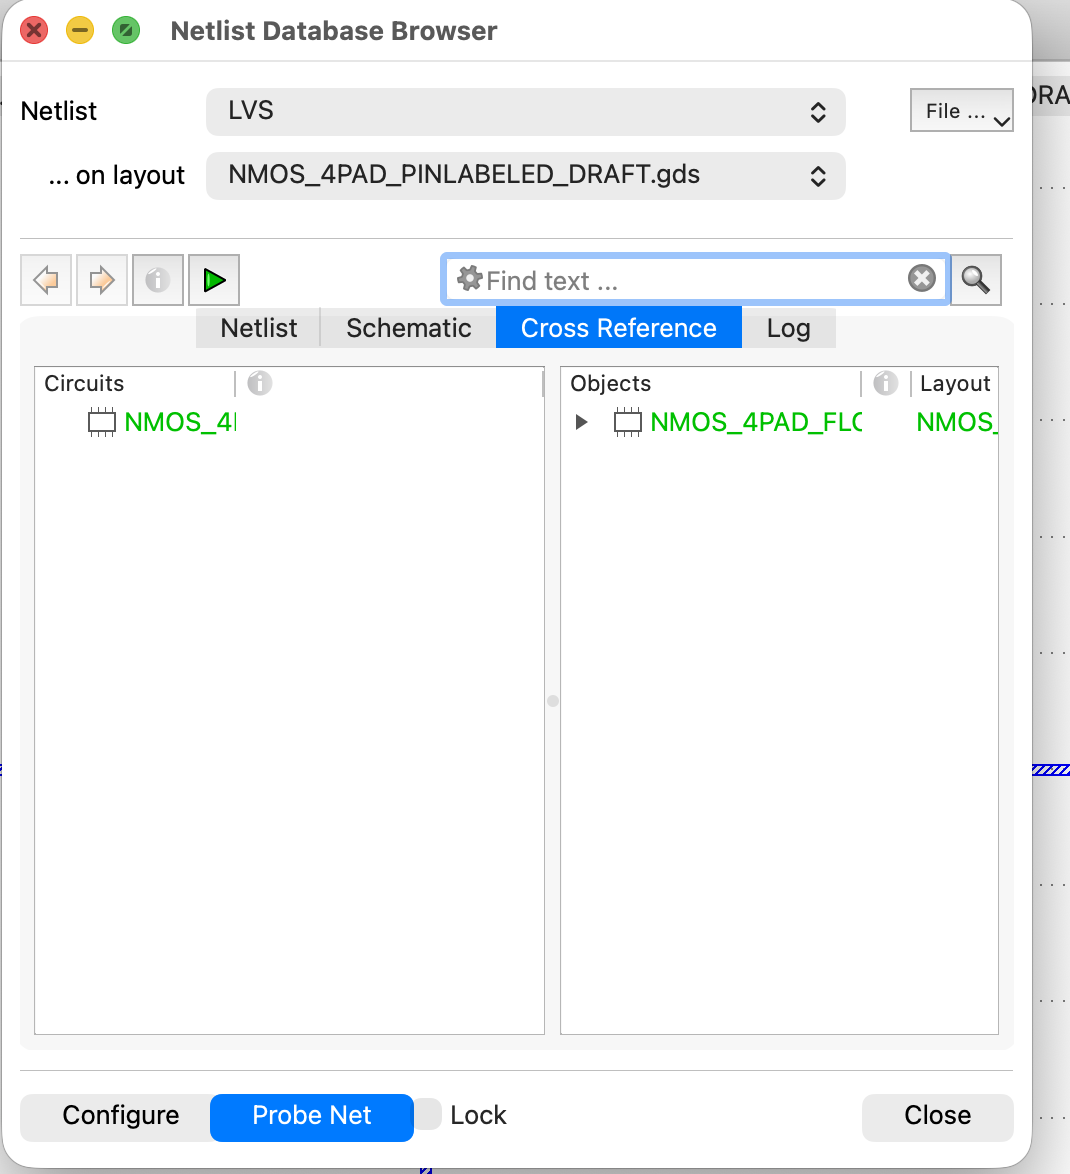 Netlist Database Browser
Netlist
LVS
File ...
... on layout
NMOS_4PAD_PINLABELED_DRAFT.gds
Find text ...
Netlist
Schematic
Cross Reference
Log
Circuits
Objects
Layout
NMOS_4
NMOS_4PAD_FL
NMOS_
Configure
Probe Net
Lock
Close